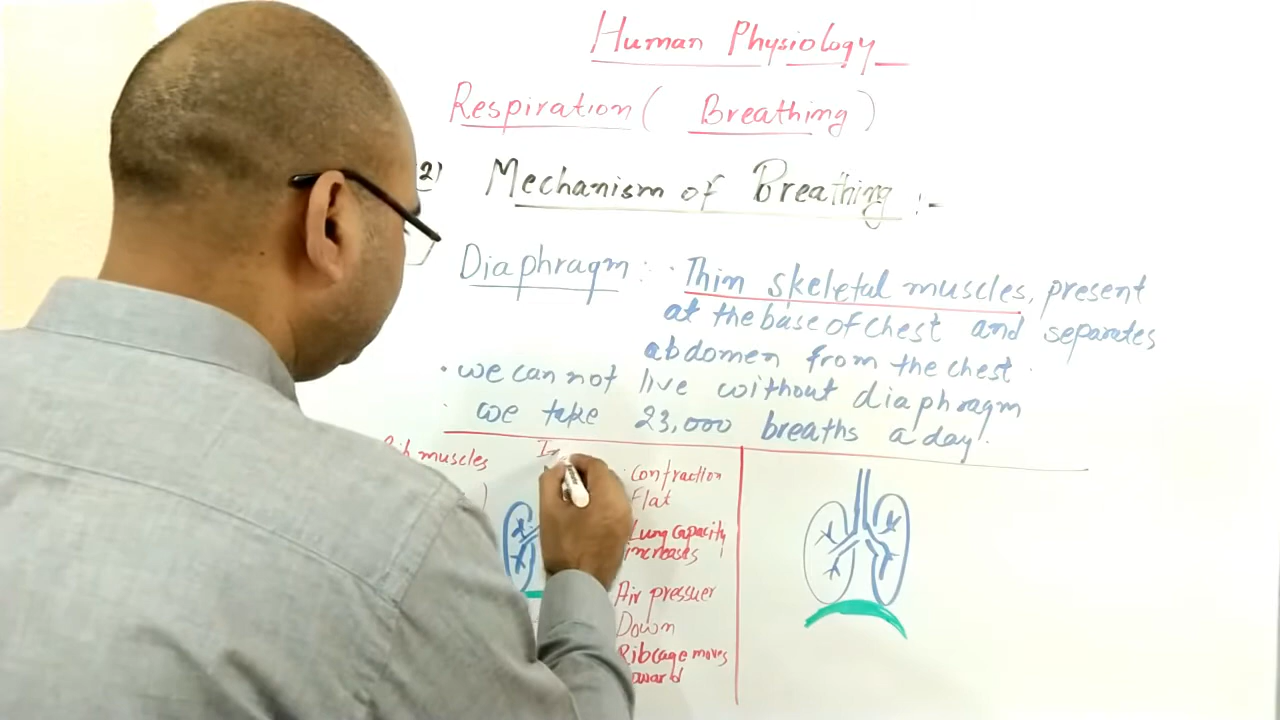 Human Physiology
Respiration ( Breathing )
2) Mechanism of Breathing :-
Diaphragm : · Thin skeletal muscles, present
at the base of chest and separates
abdomen from the chest.
· we can not live without diaphragm
· we take 23,000 breaths a day!
muscles
In
· Contraction
Flat
Lung capacity
increases
Air pressuer
Down
Ribcage moves